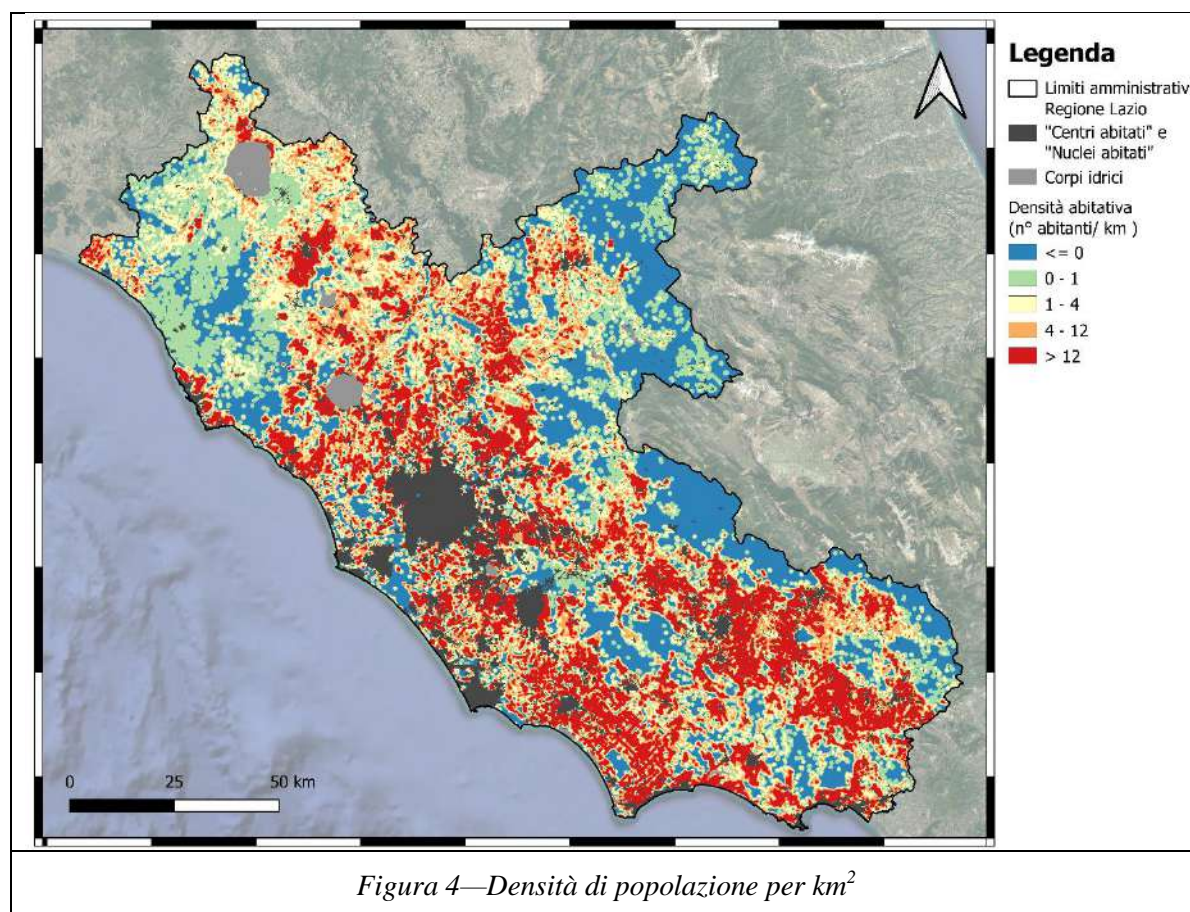 Legenda
Limiti amministrativ
Regione Lazio
"Centri abitati" e
"Nuclei abitati"
Corpi idrici
Densità abitativa
(n° abitanti/ km )
<= 0
0 - 1
1 - 4
4 - 12
> 12
0 25 50 km
Figura 4—Densità di popolazione per km²